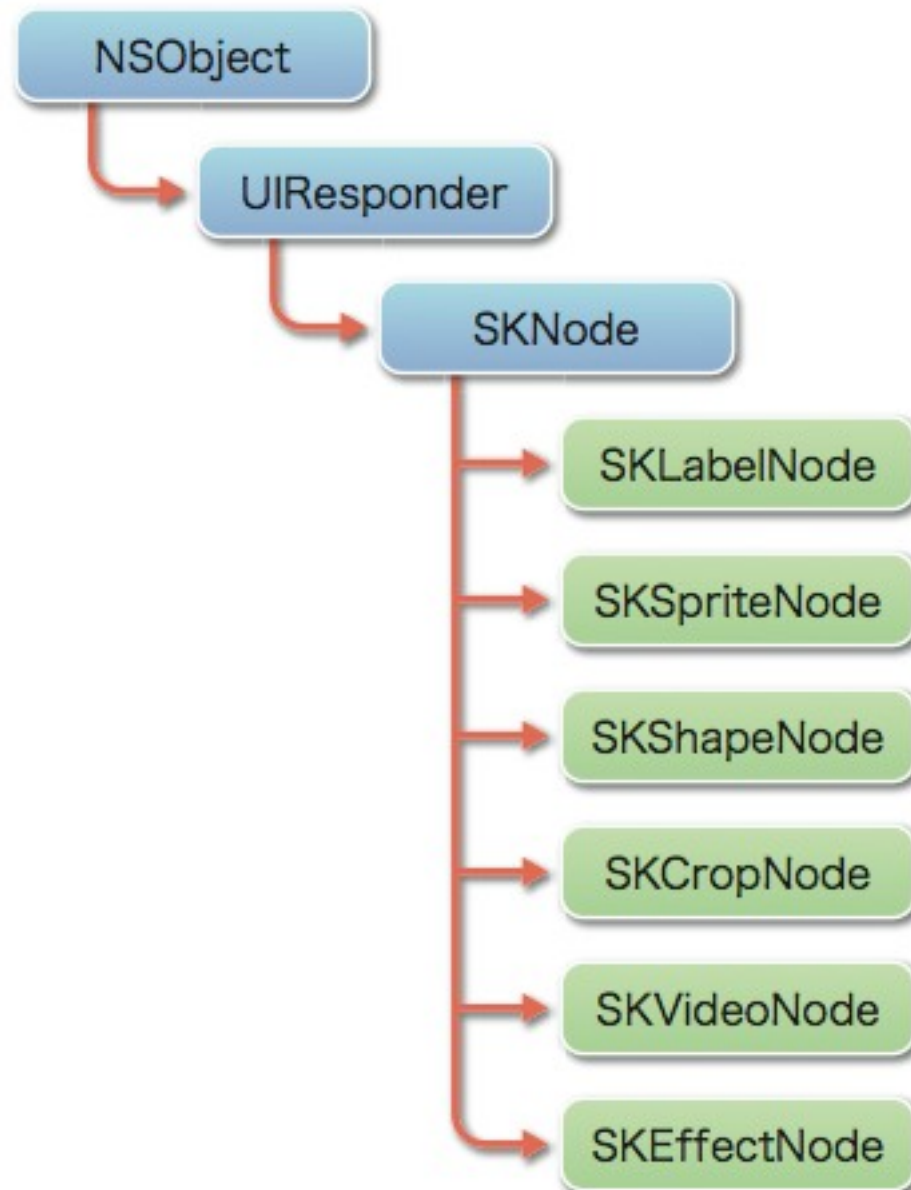 NSObject
UIResponder
SKNode
SKLabelNode
SKSpriteNode
SKShapeNode
SKCropNode
SKVideoNode
SKEffectNode